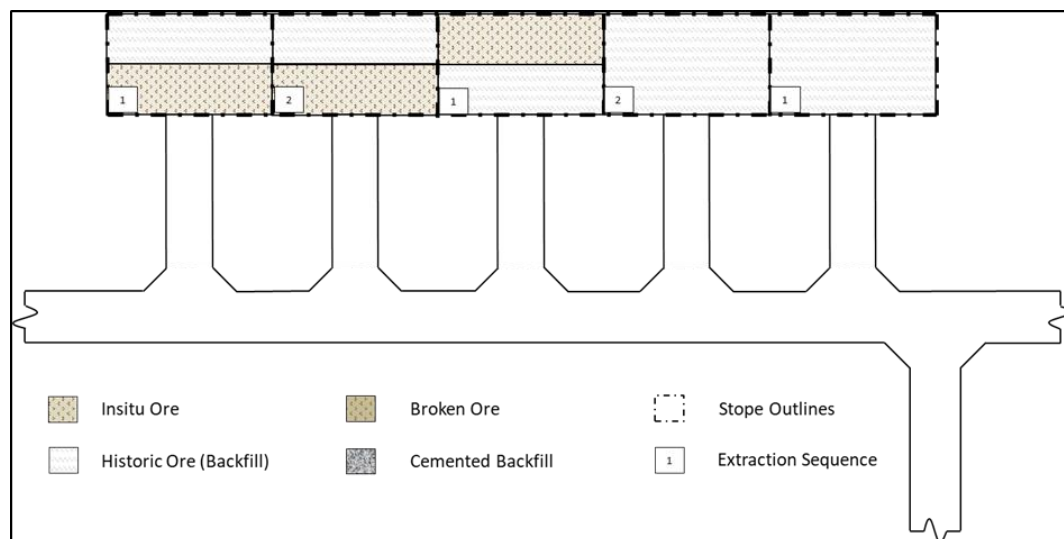 1 2 1 2 1
Insitu Ore Broken Ore Stope Outlines
Historic Ore (Backfill) Cemented Backfill 1 Extraction Sequence